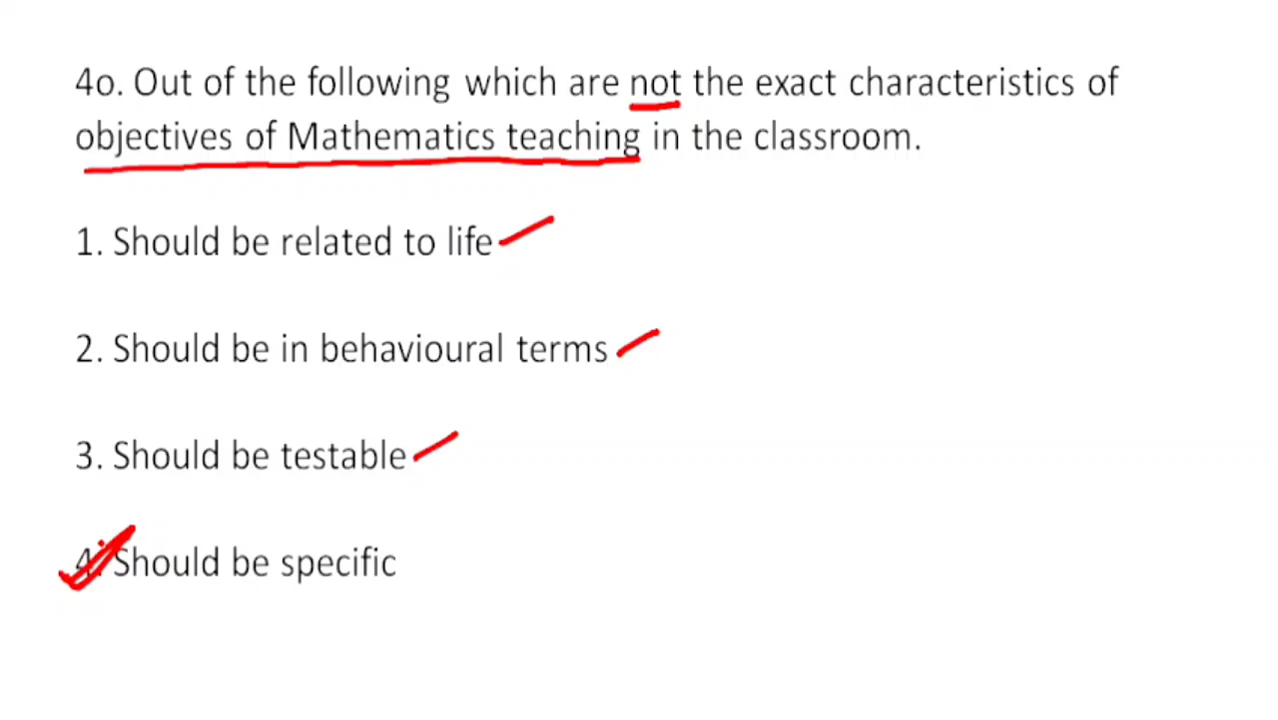 4o. Out of the following which are not the exact characteristics of
objectives of Mathematics teaching in the classroom.
1. Should be related to life
2. Should be in behavioural terms
3. Should be testable
4. Should be specific